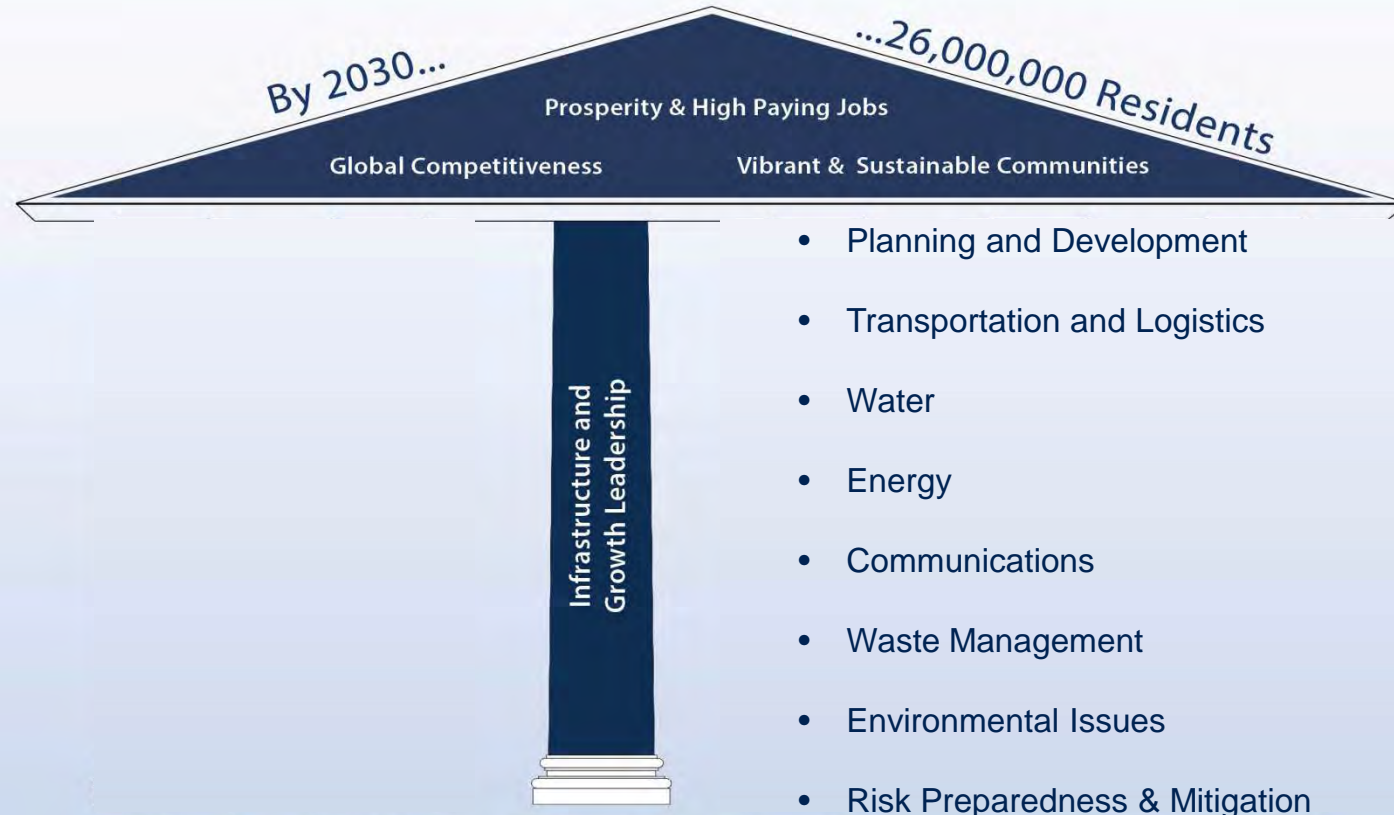 By 2030...
...26,000,000 Residents
Prosperity & High Paying Jobs
Global Competitiveness
Vibrant & Sustainable Communities
Infrastructure and
Growth Leadership
• Planning and Development
• Transportation and Logistics
• Water
• Energy
• Communications
• Waste Management
• Environmental Issues
• Risk Preparedness & Mitigation